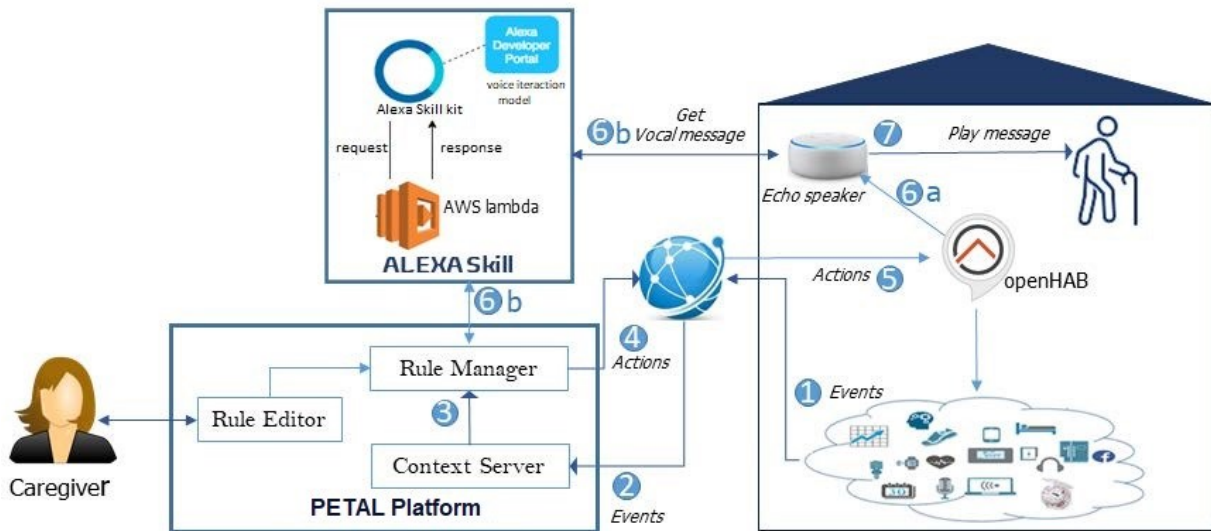 Alexa
Developer
Portal
voice iteraction
model
Alexa Skill kit
request
response
AWS lambda
ALEXA Skill
6b
Get
Vocal message
7
Play message
Echo speaker
6a
openHAB
Actions 5
6b
4
Actions
Rule Manager
Rule Editor
3
Context Server
PETAL Platform
Caregiver
2
Events
1 Events